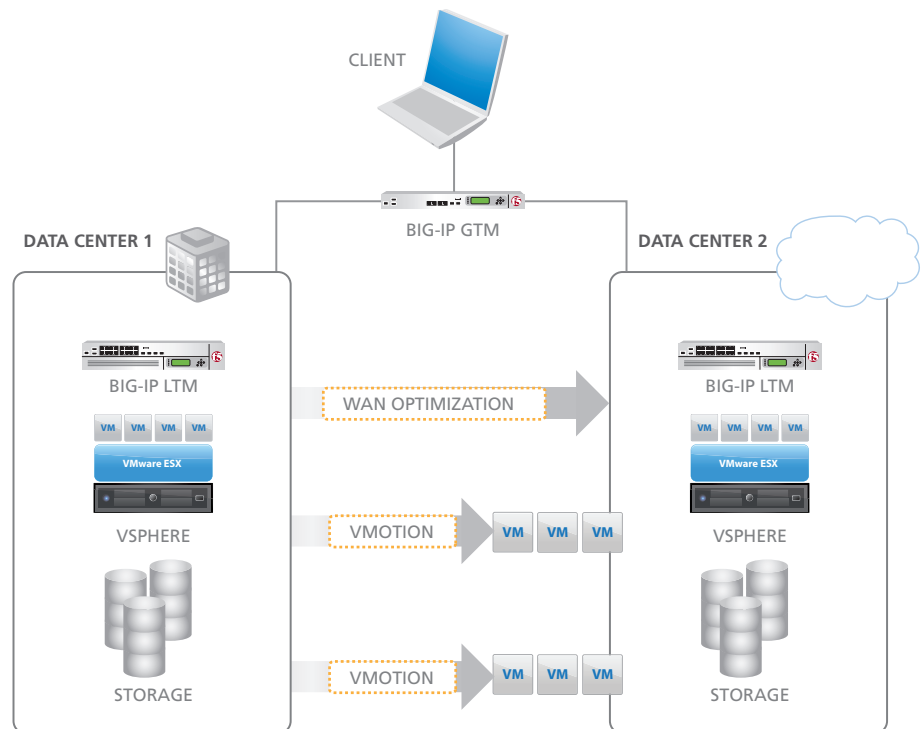 CLIENT
BIG-IP GTM
DATA CENTER 1
DATA CENTER 2
BIG-IP LTM
BIG-IP LTM
WAN OPTIMIZATION
VM VM VM VM
VM VM VM VM
VMware ESX
VMware ESX
VSPHERE
VMOTION
VM VM VM
VSPHERE
STORAGE
VMOTION
VM VM VM
STORAGE